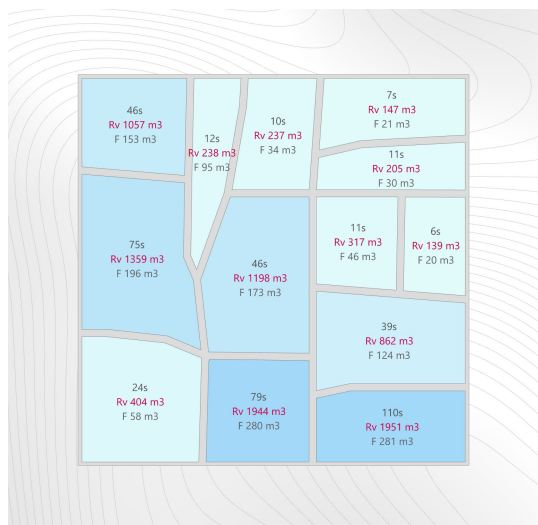 46s
Rv 1057 m3
F 153 m3
12s
Rv 238 m3
F 95 m3
10s
Rv 237 m3
F 34 m3
7s
Rv 147 m3
F 21 m3
11s
Rv 205 m3
F 30 m3
75s
Rv 1359 m3
F 196 m3
46s
Rv 1198 m3
F 173 m3
11s
Rv 317 m3
F 46 m3
6s
Rv 139 m3
F 20 m3
39s
Rv 862 m3
F 124 m3
24s
Rv 404 m3
F 58 m3
79s
Rv 1944 m3
F 280 m3
110s
Rv 1951 m3
F 281 m3